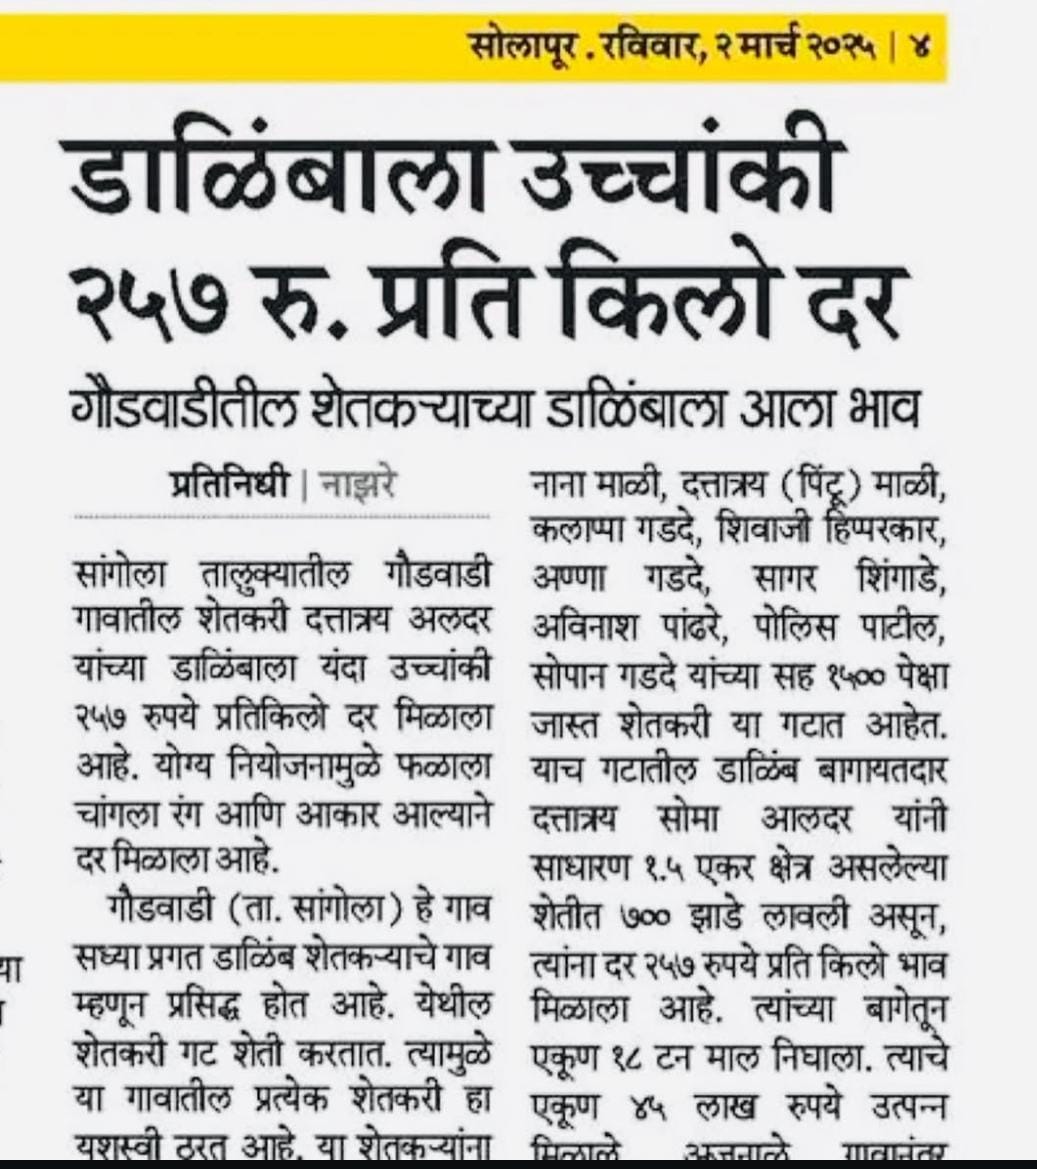 सोलापूर . रविवार, २ मार्च २०२५ | ४
डाळिंबाला उच्चांकी
२५७ रु. प्रति किलो दर
गौडवाडीतील शेतकऱ्याच्या डाळिंबाला आला भाव
प्रतिनिधी | नाझरे
सांगोला तालुक्यातील गौडवाडी
गावातील शेतकरी दत्तात्रय अलदर
यांच्या डाळिंबाला यंदा उच्चांकी
२५७ रुपये प्रतिकिलो दर मिळाला
आहे. योग्य नियोजनामुळे फळाला
चांगला रंग आणि आकार आल्याने
दर मिळाला आहे.
गौडवाडी (ता. सांगोला) हे गाव
सध्या प्रगत डाळिंब शेतकऱ्याचे गाव
म्हणून प्रसिद्ध होत आहे. येथील
शेतकरी गट शेती करतात. त्यामुळे
या गावातील प्रत्येक शेतकरी हा
यशस्वी ठरत आहे. या शेतकऱ्यांना
नाना माळी, दत्तात्रय (पिंटू) माळी,
कलाप्पा गडदे, शिवाजी हिप्परकार,
अण्णा गडदे, सागर शिंगाडे,
अविनाश पांढरे, पोलिस पाटील,
सोपान गडदे यांच्या सह १५०० पेक्षा
जास्त शेतकरी या गटात आहेत.
याच गटातील डाळिंब बागायतदार
दत्तात्रय सोमा आलदर यांनी
साधारण १.५ एकर क्षेत्र असलेल्या
शेतीत ७०० झाडे लावली असून,
त्यांना दर २५७ रुपये प्रति किलो भाव
मिळाला आहे. त्यांच्या बागेतून
एकूण १८ टन माल निघाला. त्याचे
एकूण ४५ लाख रुपये उत्पन्न
मिळाले अजनाळे गावानंतर